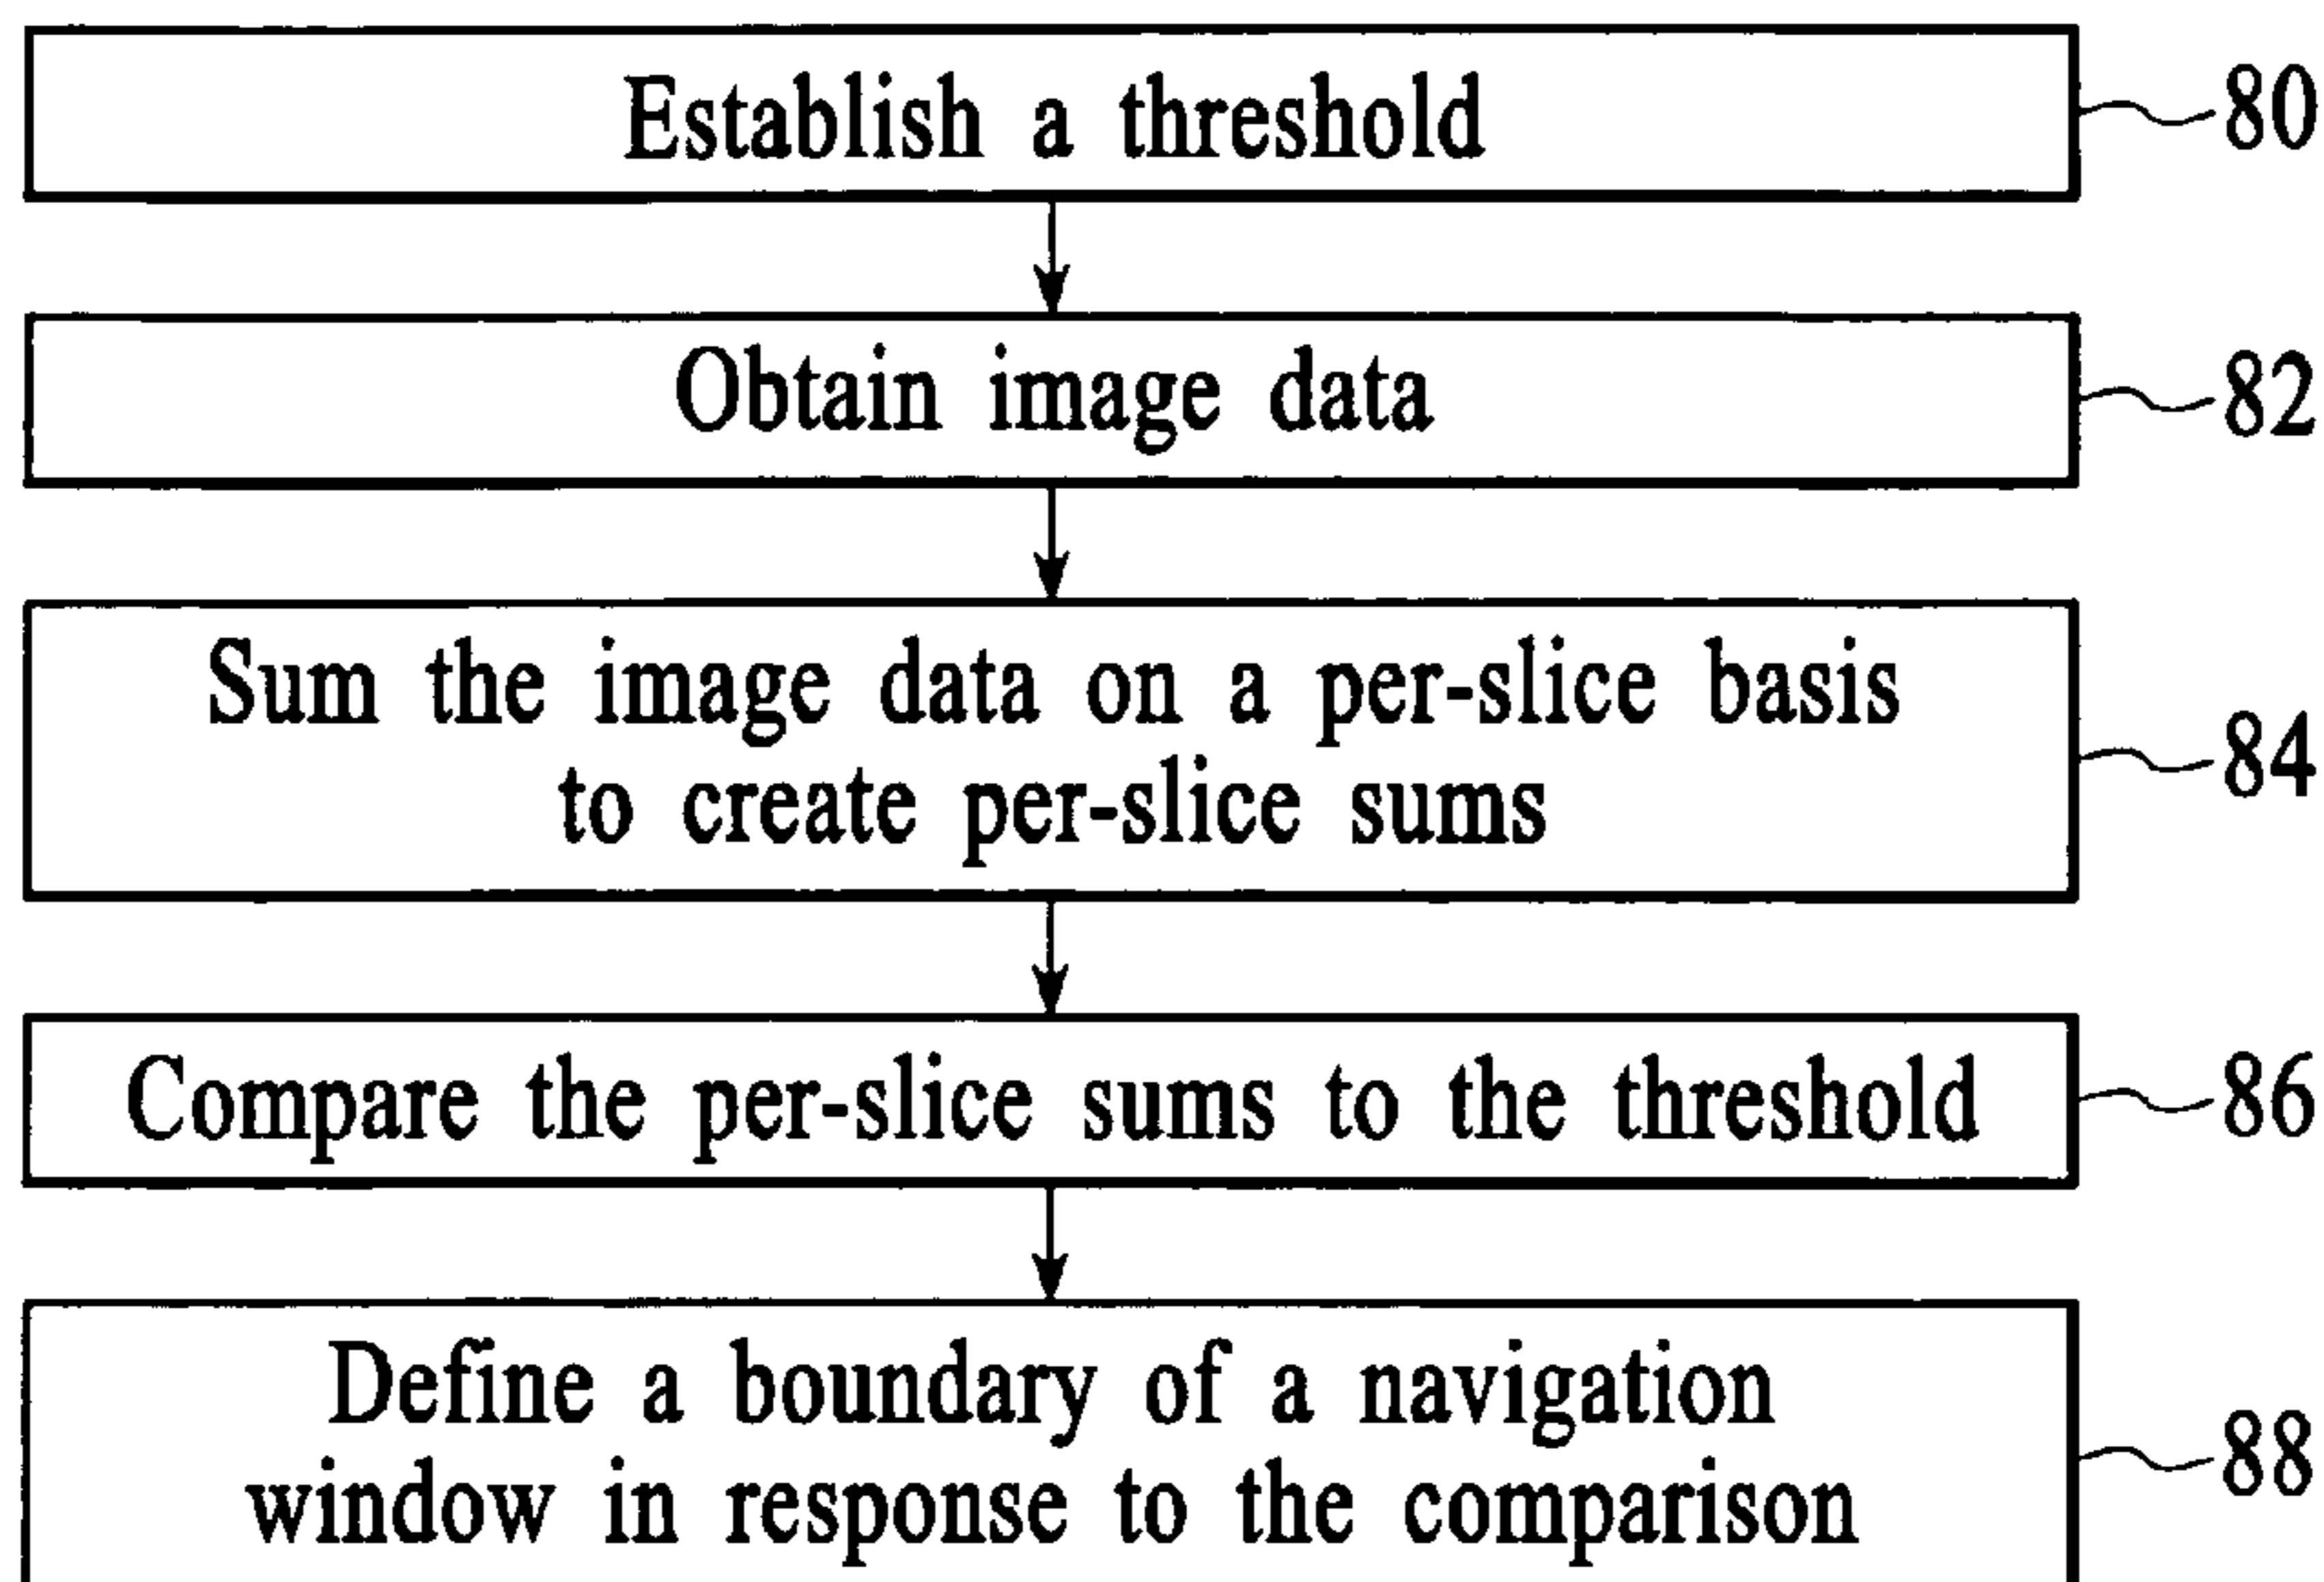 Establish a threshold
80
Obtain image data
82
Sum the image data on a per-slice basis
to create per-slice sums
84
Compare the per-slice sums to the threshold
86
Define a boundary of a navigation
window in response to the comparison
88